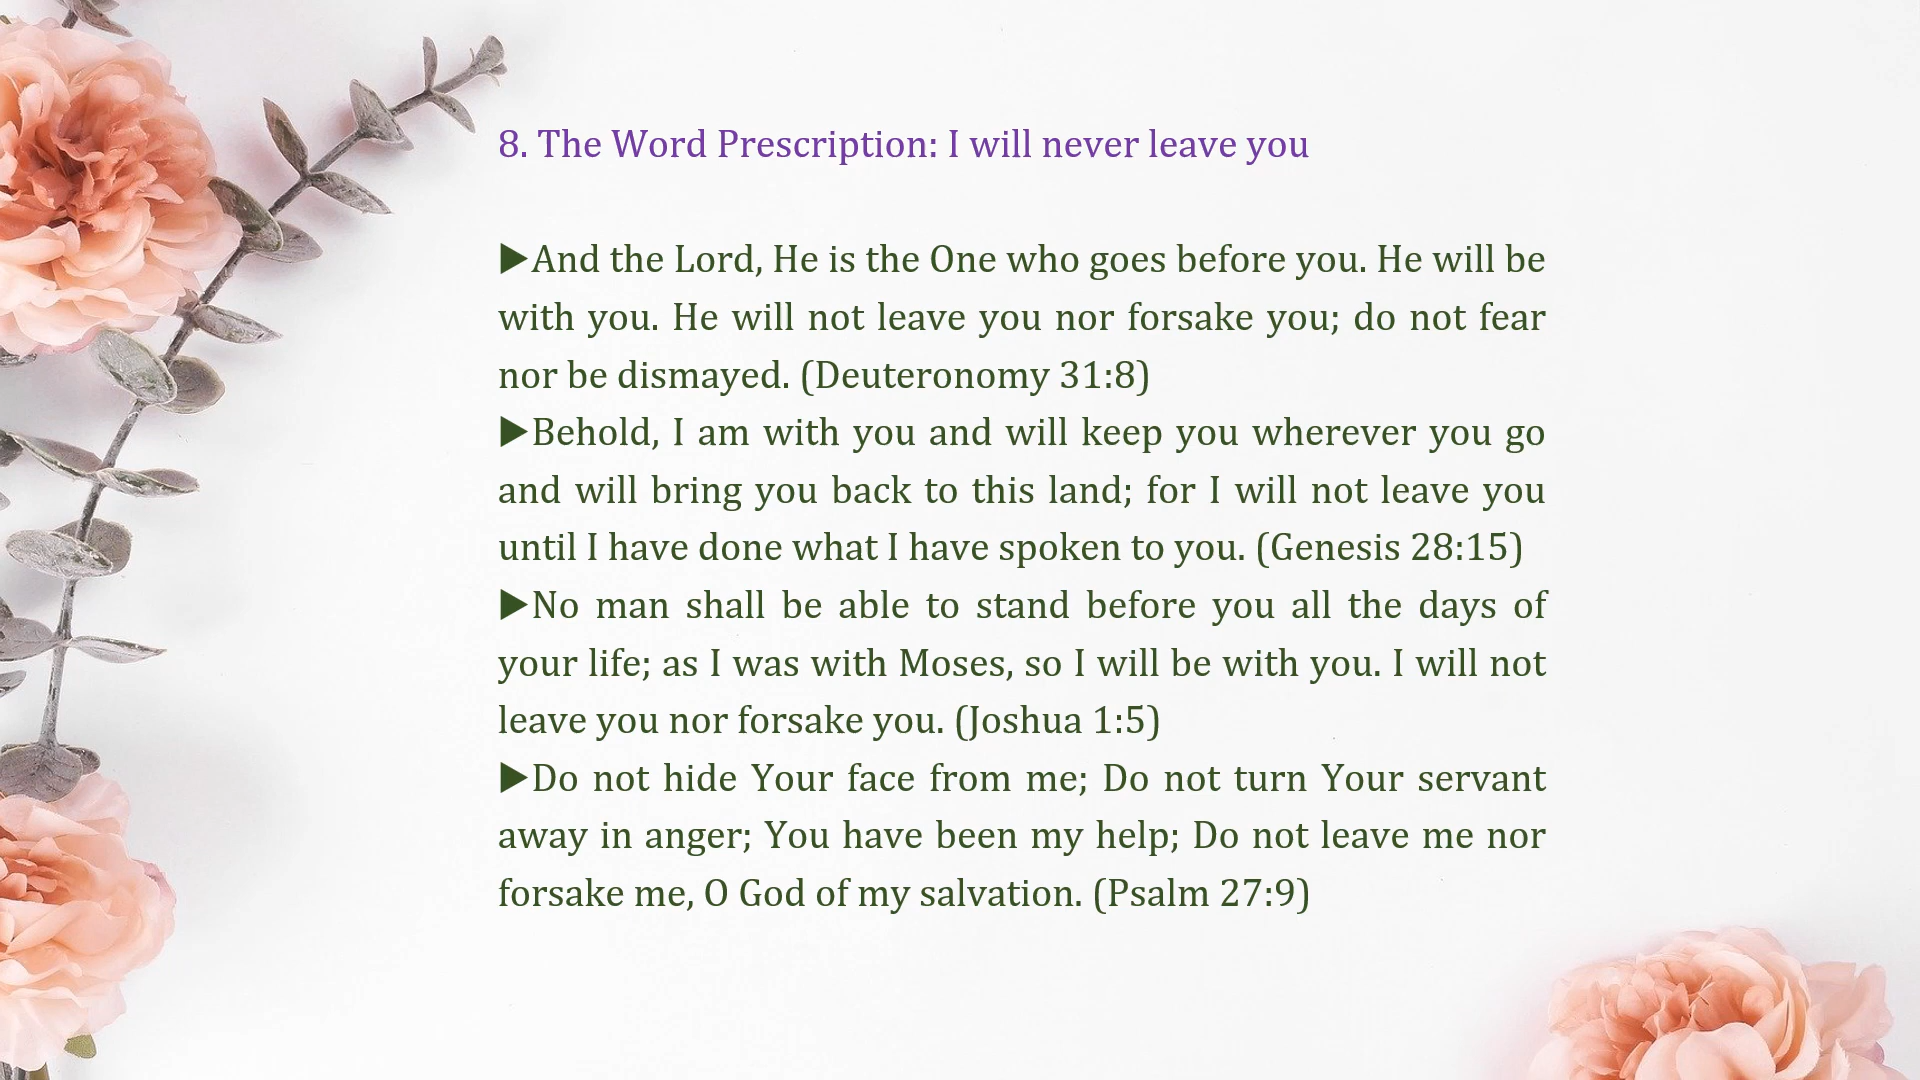 8. The Word Prescription: I will never leave you
▶And the Lord, He is the One who goes before you. He will be
with you. He will not leave you nor forsake you; do not fear
nor be dismayed. (Deuteronomy 31:8)
▶Behold, I am with you and will keep you wherever you go
and will bring you back to this land; for I will not leave you
until I have done what I have spoken to you. (Genesis 28:15)
▶No man shall be able to stand before you all the days of
your life; as I was with Moses, so I will be with you. I will not
leave you nor forsake you. (Joshua 1:5)
▶Do not hide Your face from me; Do not turn Your servant
away in anger; You have been my help; Do not leave me nor
forsake me, O God of my salvation. (Psalm 27:9)